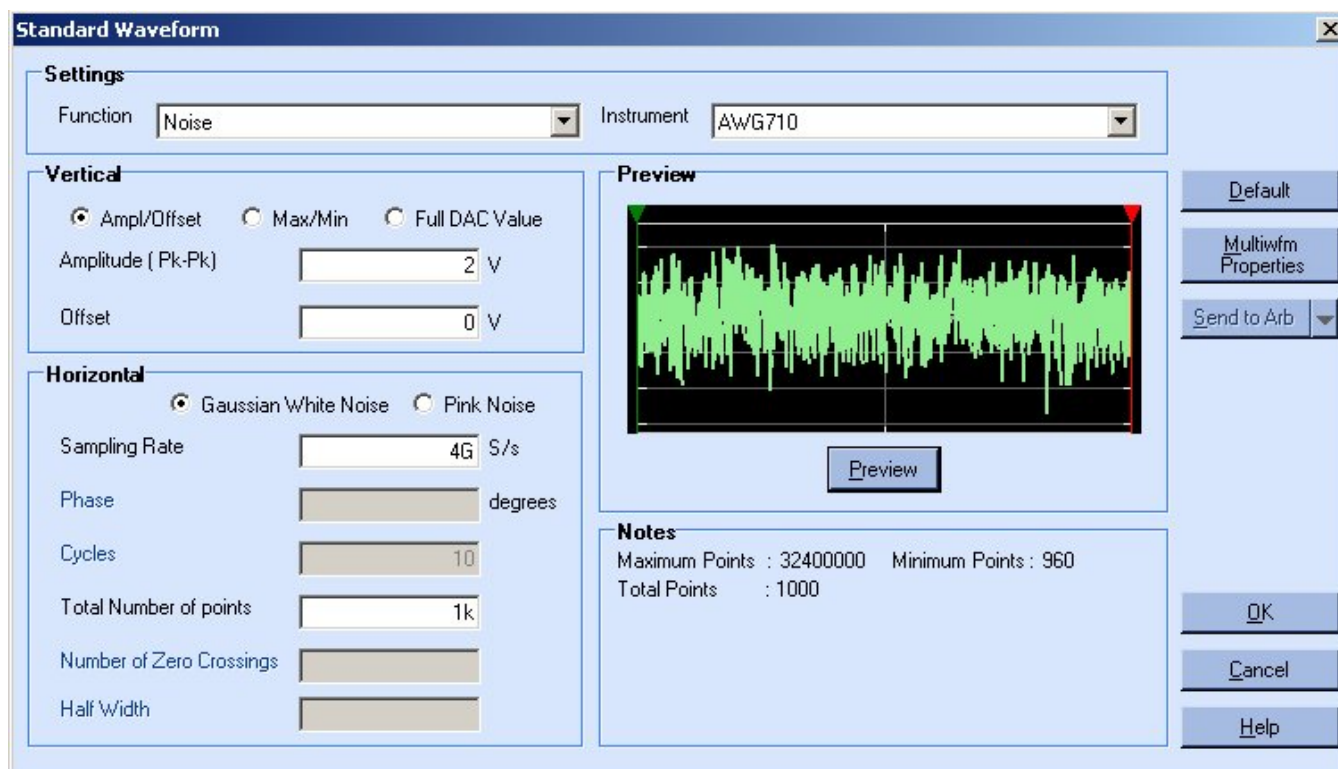 Standard Waveform
Settings
Function Noise Instrument AWG710
Vertical
Ampl/Offset Max/Min Full DAC Value
Amplitude ( Pk-Pk) 2 V
Offset 0 V
Horizontal
Gaussian White Noise Pink Noise
Sampling Rate 4G S/s
Phase degrees
Cycles 10
Total Number of points 1k
Number of Zero Crossings
Half Width
Preview
Preview
Notes
Maximum Points : 32400000 Minimum Points : 960
Total Points : 1000
Default
Multiwfm
Properties
Send to Arb
OK
Cancel
Help